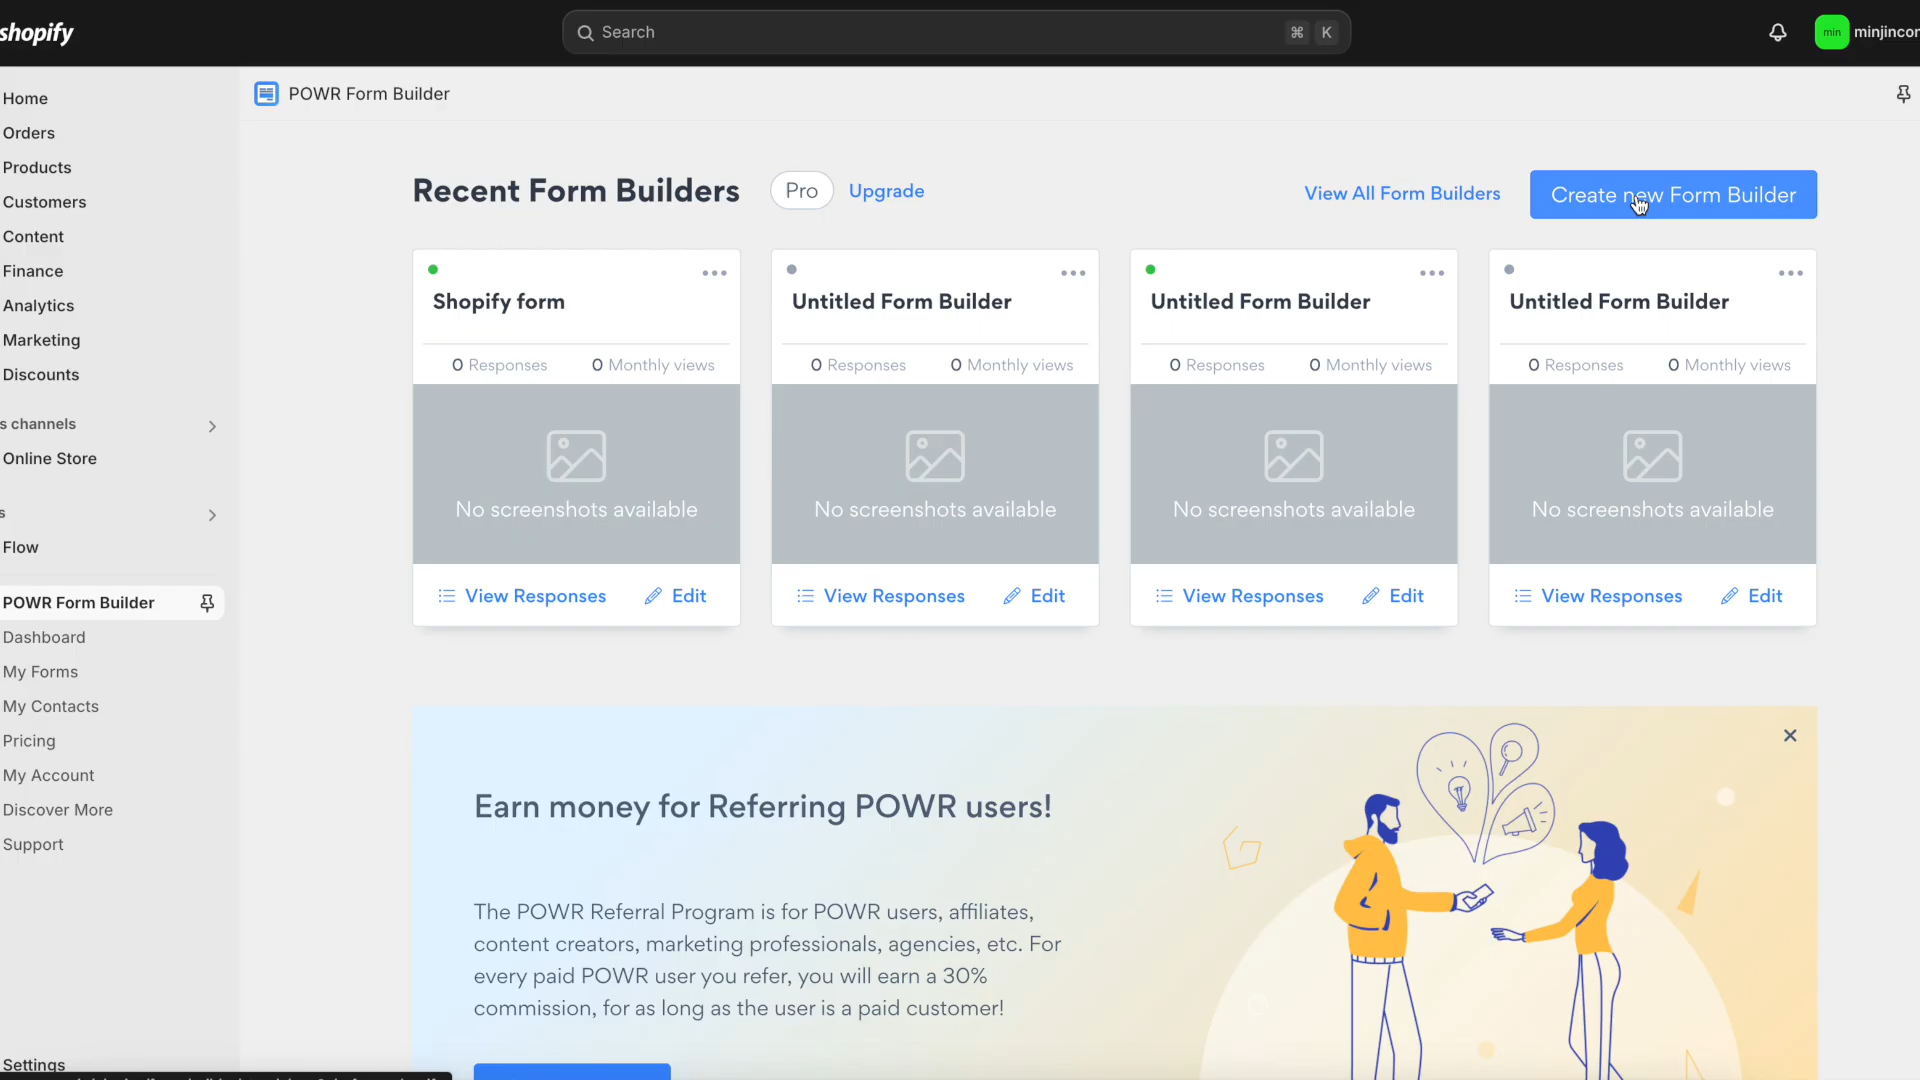 shopify
Search
⌘ K
min
minjincor
Home
Orders
Products
Customers
Content
Finance
Analytics
Marketing
Discounts
s channels
Online Store
s
Flow
POWR Form Builder
Dashboard
My Forms
My Contacts
Pricing
My Account
Discover More
Support
Settings
POWR Form Builder
Recent Form Builders
Pro
Upgrade
View All Form Builders
Create new Form Builder
Shopify form
0 Responses 0 Monthly views
No screenshots available
View Responses Edit
Untitled Form Builder
0 Responses 0 Monthly views
No screenshots available
View Responses Edit
Untitled Form Builder
0 Responses 0 Monthly views
No screenshots available
View Responses Edit
Untitled Form Builder
0 Responses 0 Monthly views
No screenshots available
View Responses Edit
Earn money for Referring POWR users!
The POWR Referral Program is for POWR users, affiliates,
content creators, marketing professionals, agencies, etc. For
every paid POWR user you refer, you will earn a 30%
commission, for as long as the user is a paid customer!